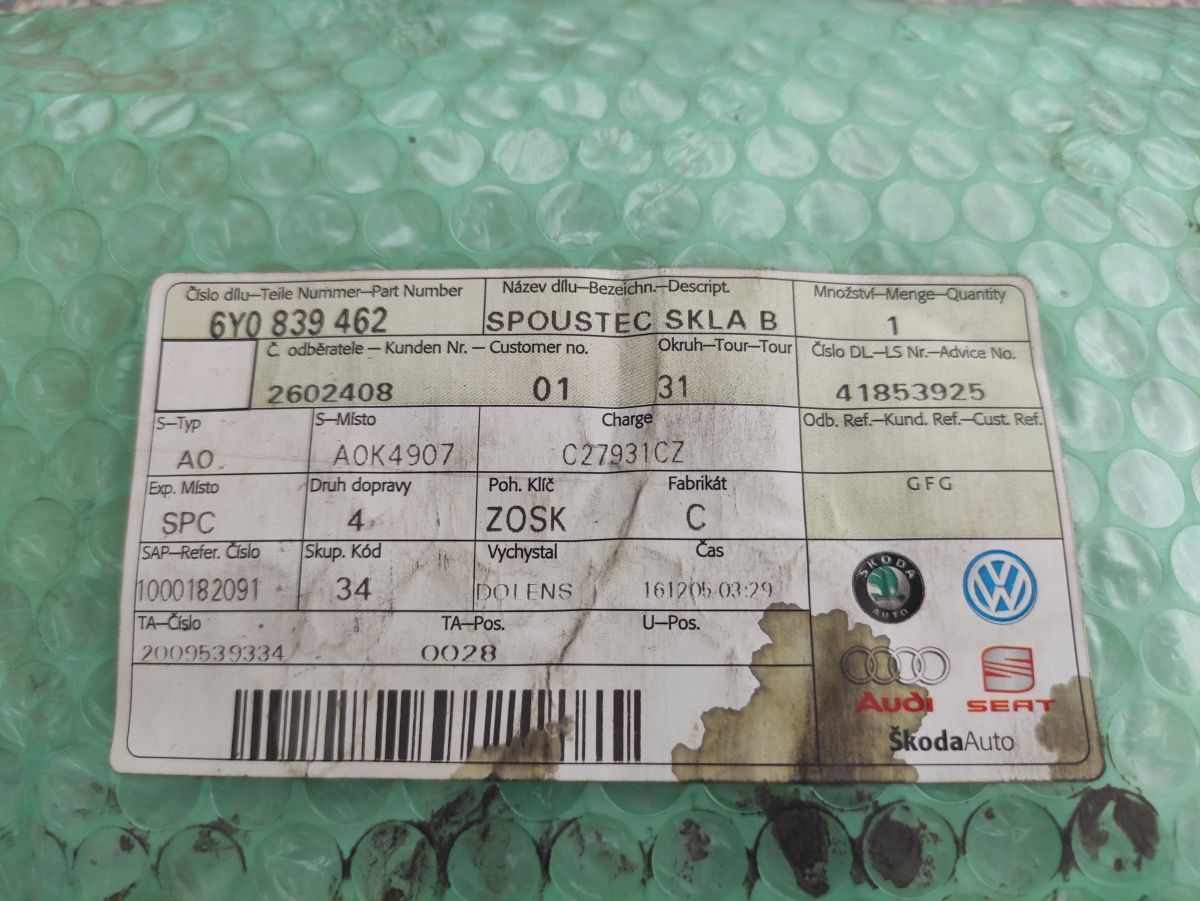 Číslo dílu—Teile Nummer—Part Number
6Y0 839 462
Název dílu—Bezeichn.—Descript.
SPOUSTEC SKLA B
Množství—Menge—Quantity
1
Č. odběratele – Kunden Nr. – Customer no.
2602408 01
Okruh—Tour—Tour
31
Číslo DL.—LS Nr.—Advice No.
41853925
S—Typ
AO
S—Místo
A0K4907
Charge
C27931CZ
Odb. Ref.—Kund. Ref.—Cust. Ref.
Exp. Místo
SPC
Druh dopravy
4
Poh. Klíč
ZOSK
Fabrikát
C
GFG
SAP—Refer. Číslo
1000182091
Skup. Kód
34
Vychystal
DOLENS
Čas
161205 03:29
TA—Číslo
2009539334
TA—Pos.
0028
U—Pos.
ŠKODA
AUTO
Audi
SEAT
ŠkodaAuto